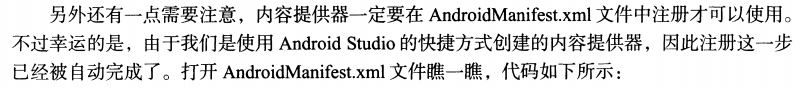 另外还有一点需要注意，内容提供器一定要在 AndroidManifest.xml 文件中注册才可以使用。
不过幸运的是，由于我们是使用 Android Studio 的快捷方式创建的内容提供器，因此注册这一步
已经被自动完成了。打开 AndroidManifest.xml 文件瞧一瞧，代码如下所示：